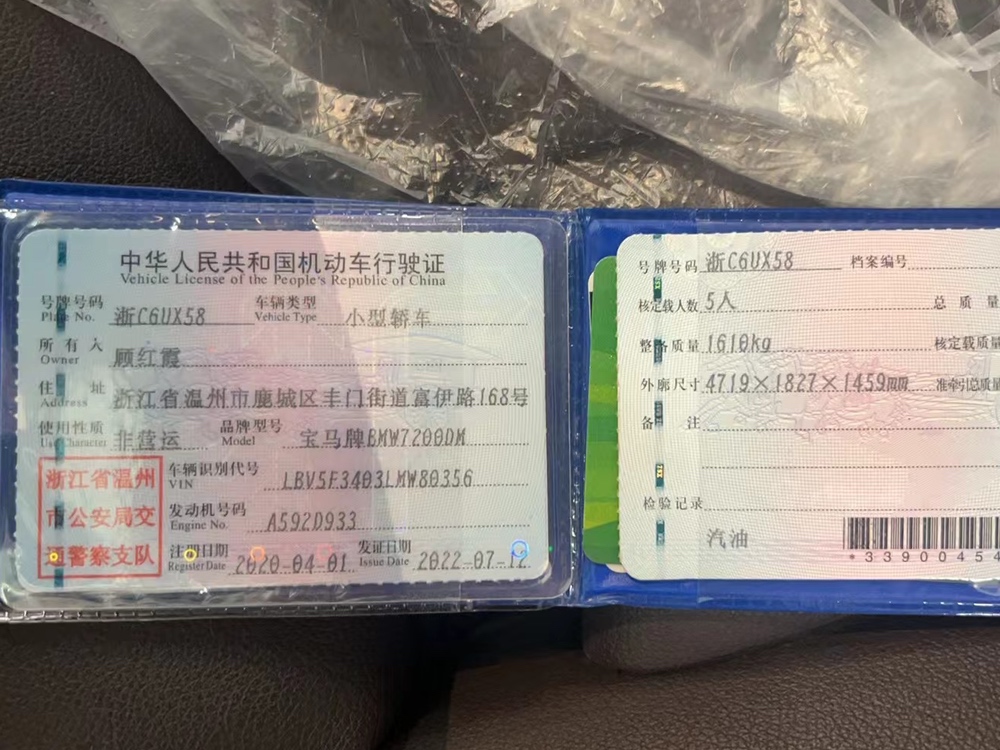 中华人民共和国机动车行驶证
Vehicle License of the People's Republic of China
号牌号码 浙C6UX58 车辆类型 小型轿车
Plate No. Vehicle Type
所有人 顾红霞
Owner
住址 浙江省温州市鹿城区丰门街道富伊路168号
Address
使用性质 非营运 品牌型号 宝马牌BMW7200DM
Use Character Model
浙江省温州
市公安局交
通警察支队
车辆识别代号 LBV5F3403LMW80356
VIN
发动机号码 A592D933
Engine No.
注册日期 2020-04-01 发证日期 2022-07-12
Register Date Issue Date
号牌号码 浙C6UX58 档案编号
核定载人数 5人 总质量
整备质量 1610kg 核定载质量
外廓尺寸 4719×1827×1459mm 准牵引总质量
备注
检验记录
汽油
*33900454